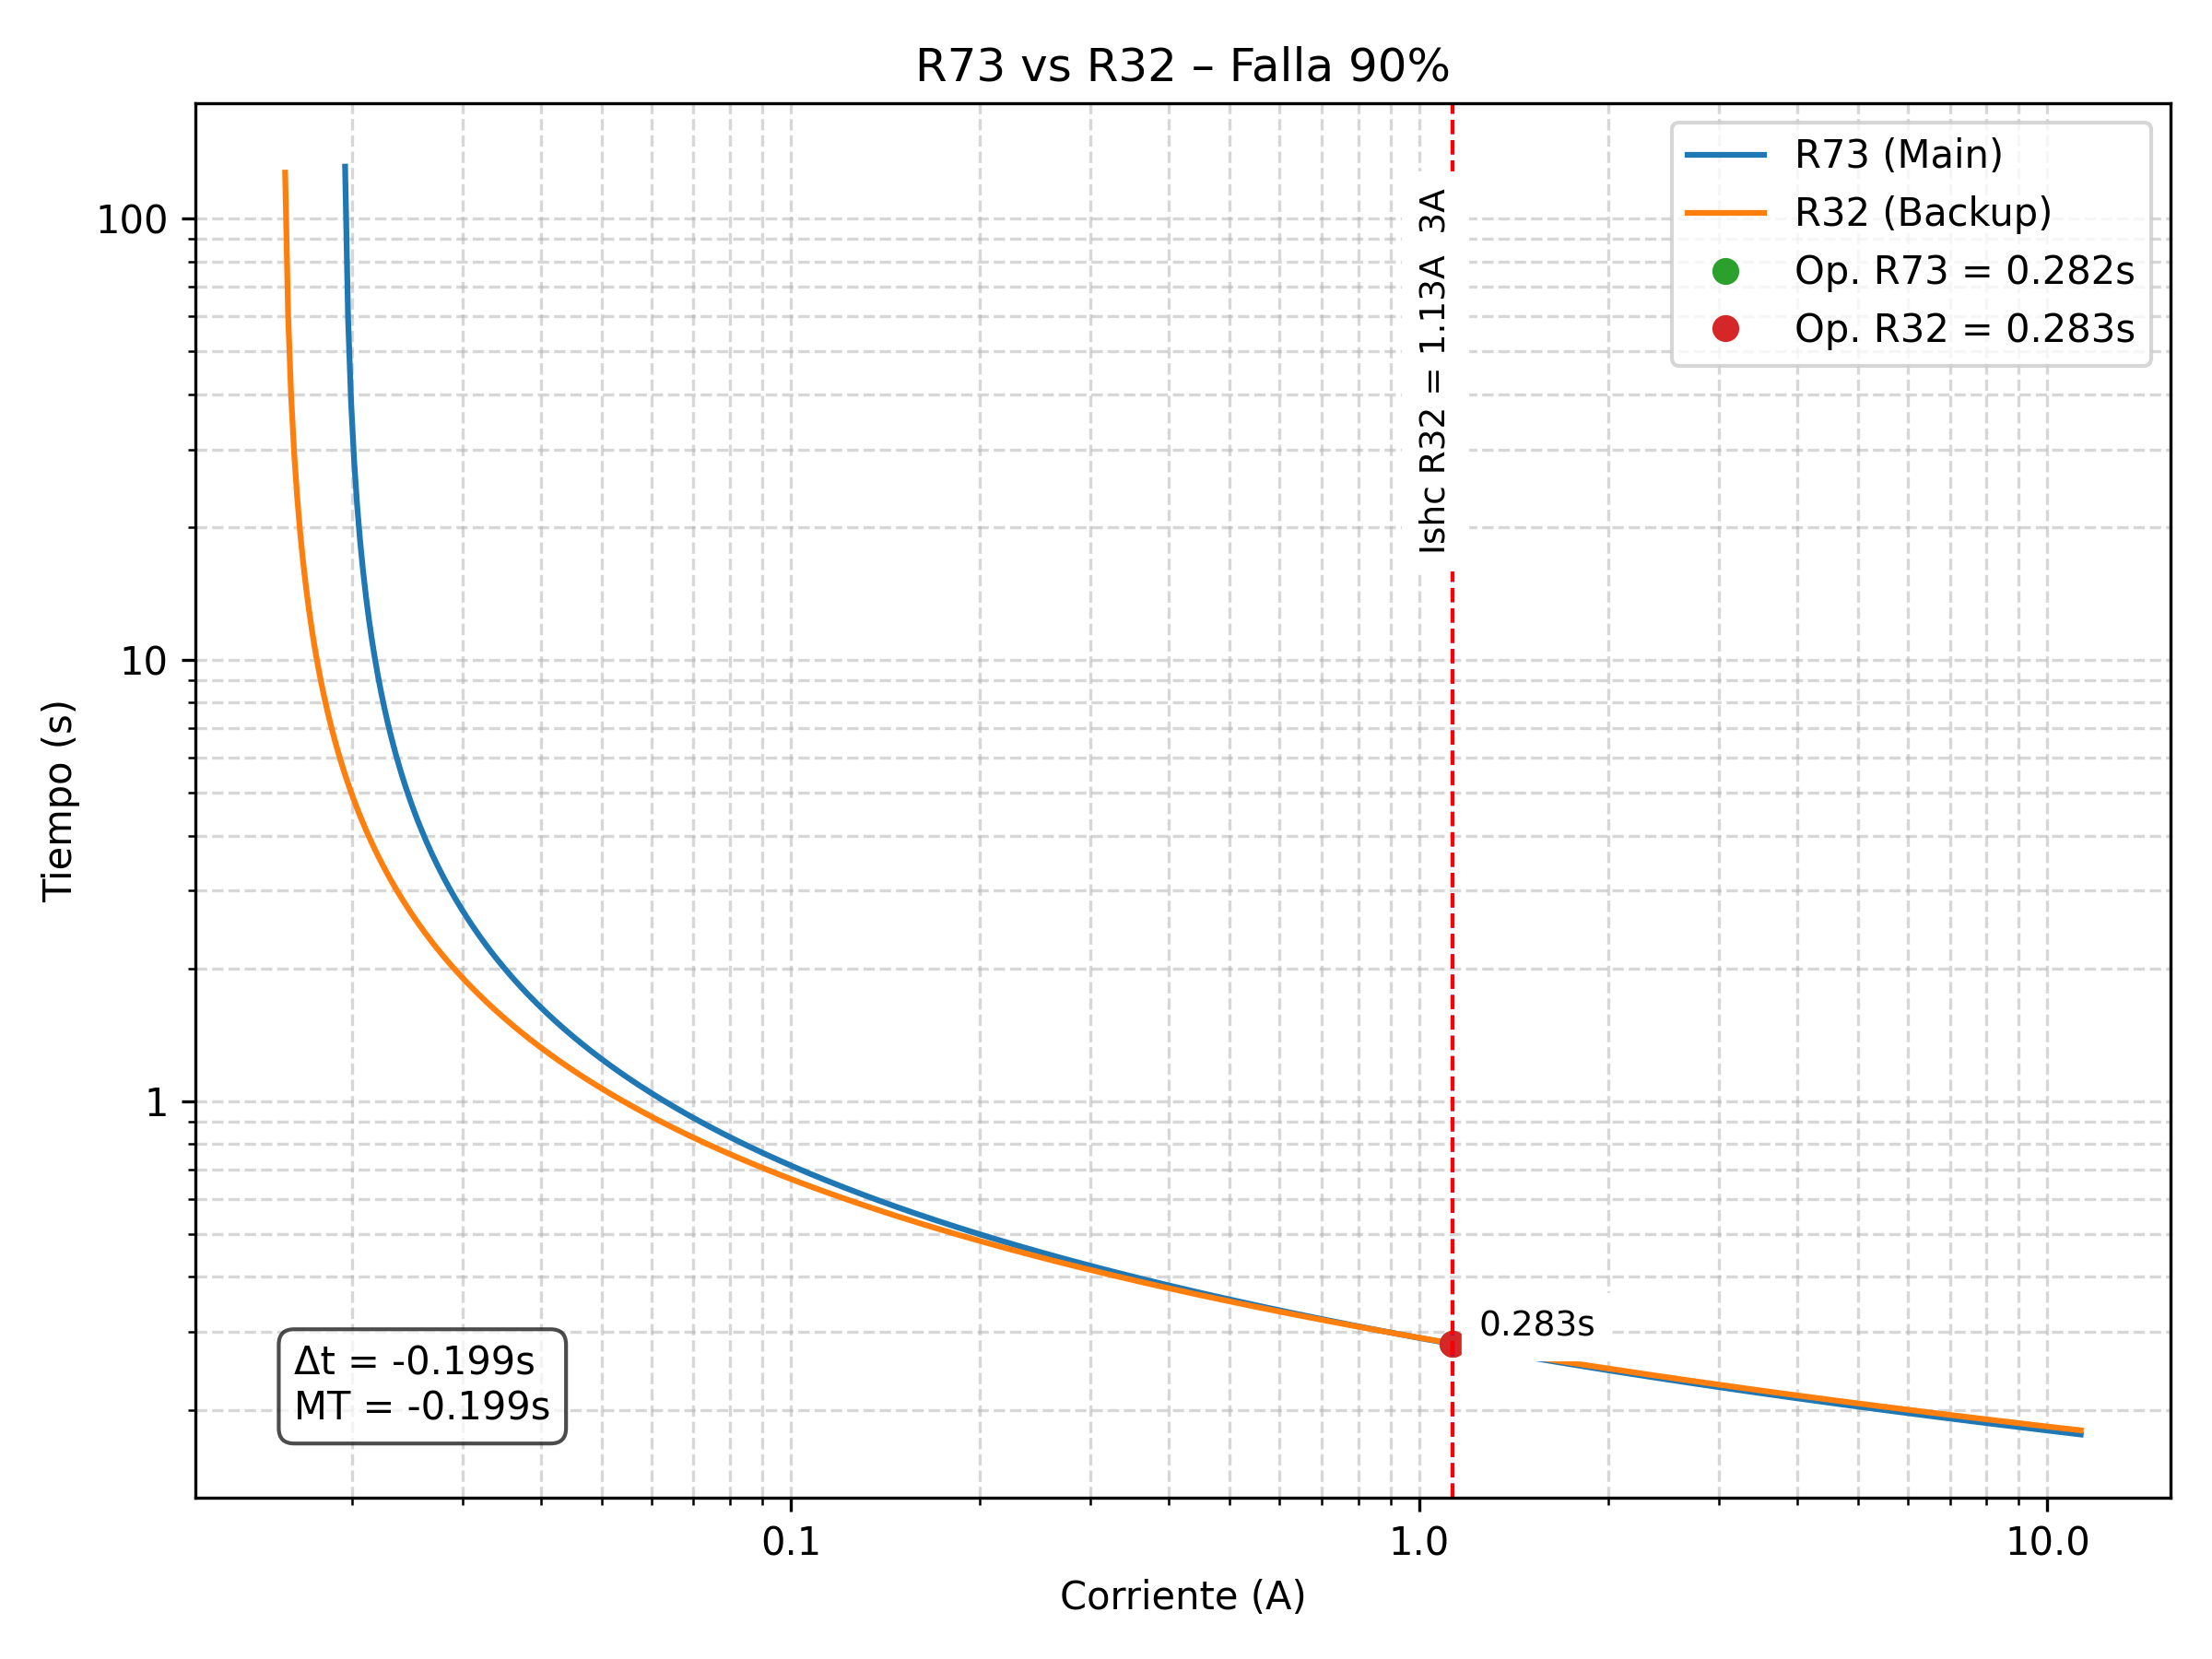 R73 vs R32 – Falla 90%
R73 (Main)
R32 (Backup)
Op. R73 = 0.282s
Op. R32 = 0.283s
Ishc R32 = 1.13A
3A
100
10
1
Tiempo (s)
0.283s
Δt = -0.199s
MT = -0.199s
0.1
1.0
10.0
Corriente (A)